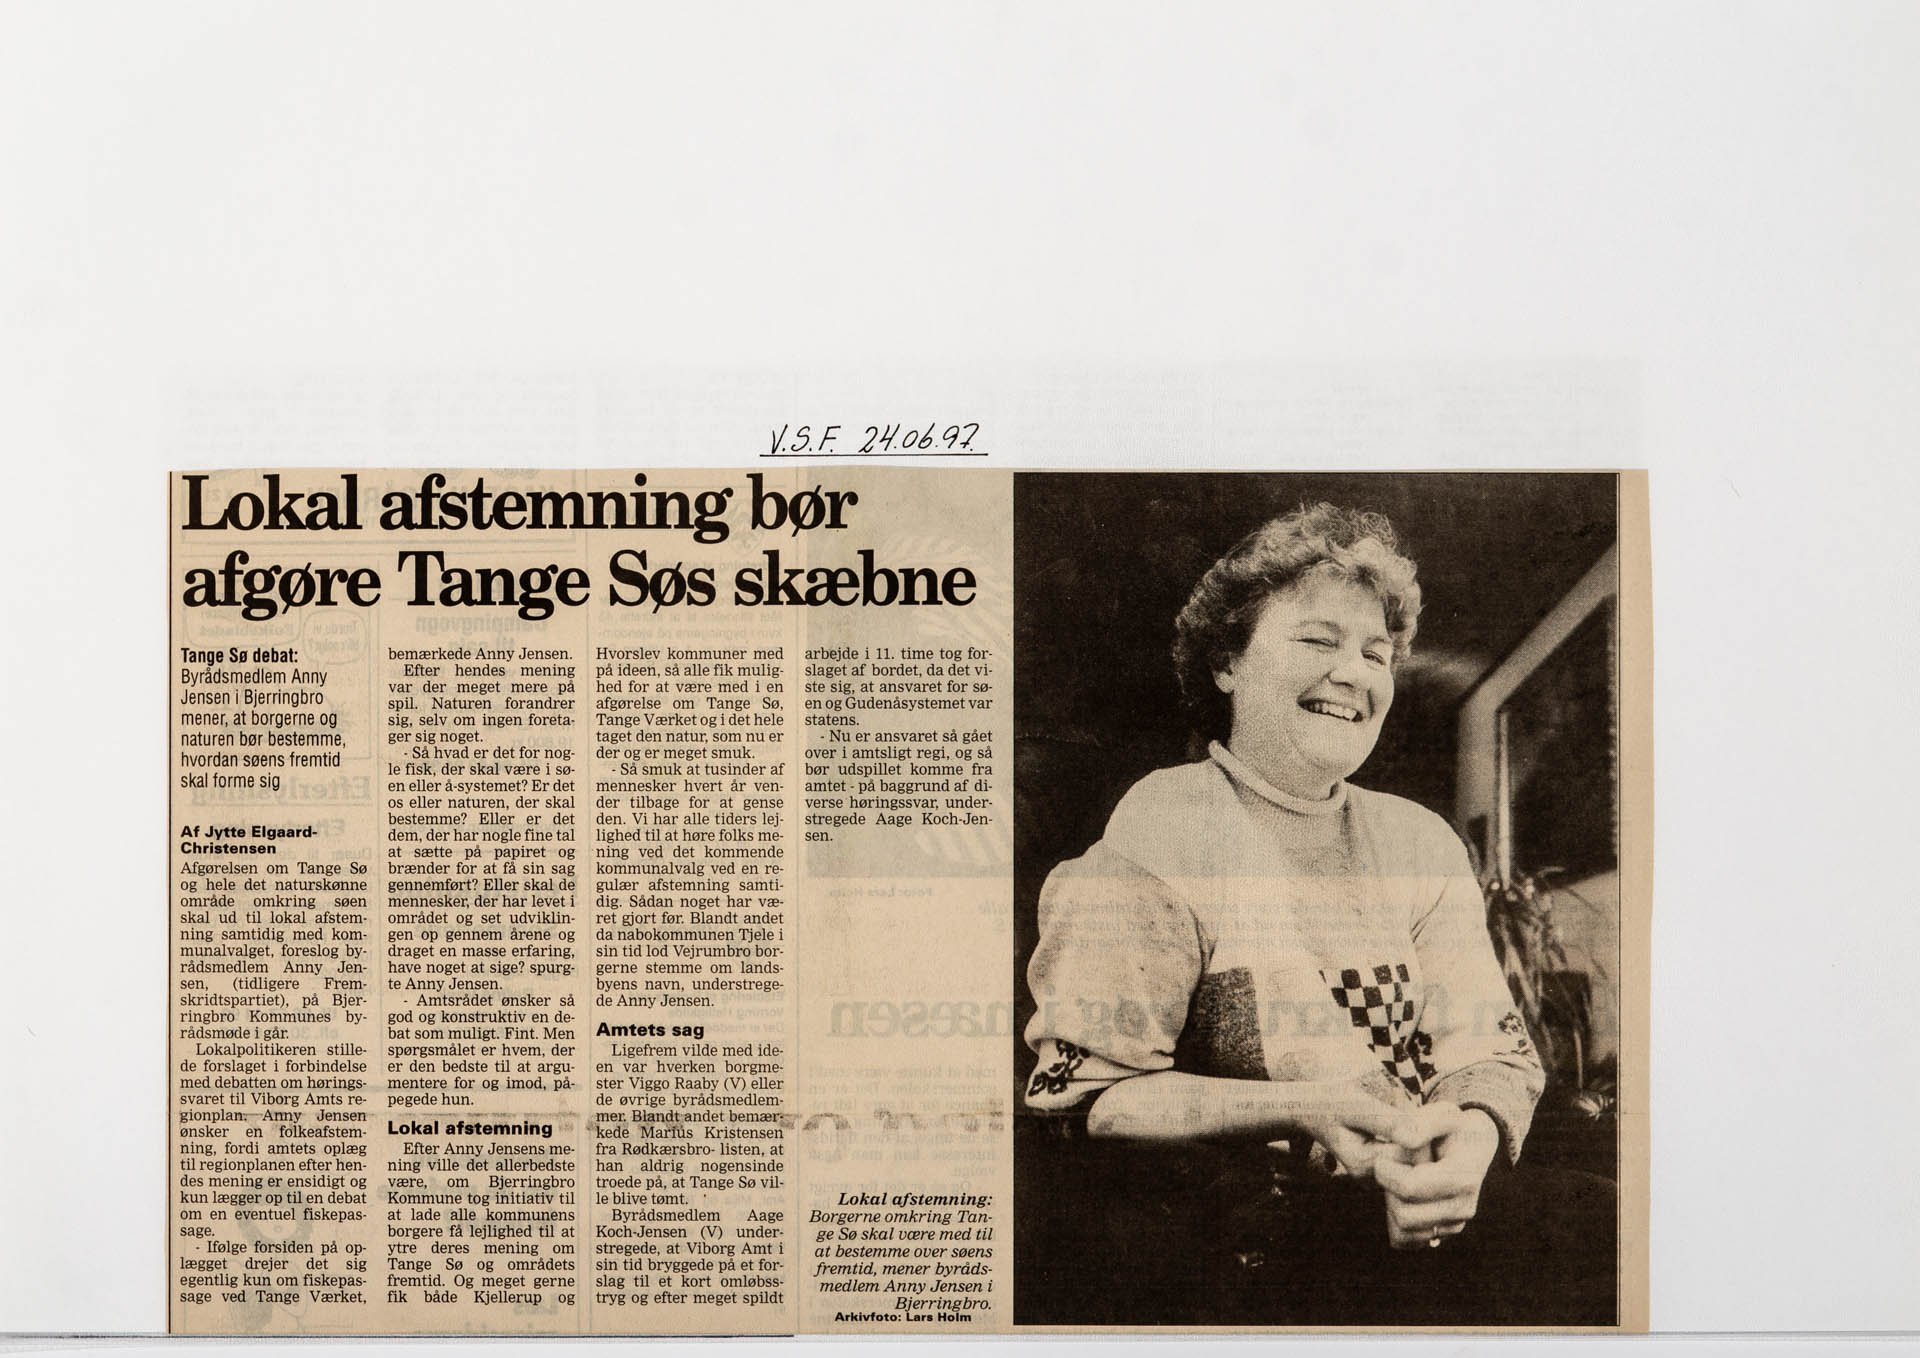 V.S.F. 24.06.97.
Lokal afstemning bør
afgøre Tange Søs skæbne
Tange Sø debat:
Byrådsmedlem Anny
Jensen i Bjerringbro
mener, at borgerne og
naturen bør bestemme,
hvordan søens fremtid
skal forme sig
Af Jytte Elgaard-
Christensen
Afgørelsen om Tange Sø
og hele det naturskønne
område omkring søen
skal ud til lokal afstem-
ning samtidig med kom-
munalvalget, foreslog by-
rådsmedlem Anny Jen-
sen, (tidligere Frem-
skridtspartiet), på Bjer-
ringbro Kommunes by-
rådsmøde i går.
Lokalpolitikeren stille-
de forslaget i forbindelse
med debatten om hørings-
svaret til Viborg Amts re-
gionplan. Anny Jensen
ønsker en folkeafstem-
ning, fordi amtets oplæg
til regionplanen efter hen-
des mening er ensidigt og
kun lægger op til en debat
om en eventuel fiskepas-
sage.
- Ifølge forsiden på op-
lægget drejer det sig
egentlig kun om fiskepas-
sage ved Tange Værket,
bemærkede Anny Jensen.
Efter hendes mening
var der meget mere på
spil. Naturen forandrer
sig, selv om ingen foreta-
ger sig noget.
- Så hvad er det for nog-
le fisk, der skal være i sø-
en eller å-systemet? Er det
os eller naturen, der skal
bestemme? Eller er det
dem, der har nogle fine tal
at sætte på papiret og
brænder for at få sin sag
gennemført? Eller skal de
mennesker, der har levet i
området og set udviklin-
gen op gennem årene og
draget en masse erfaring,
have noget at sige? spurg-
te Anny Jensen.
- Amtsrådet ønsker så
god og konstruktiv en de-
bat som muligt. Fint. Men
spørgsmålet er hvem, der
er den bedste til at argu-
mentere for og imod, på-
pegede hun.
Lokal afstemning
Efter Anny Jensens me-
ning ville det allerbedste
være, om Bjerringbro
Kommune tog initiativ til
at lade alle kommunens
borgere få lejlighed til at
ytre deres mening om
Tange Sø og områdets
fremtid. Og meget gerne
fik både Kjellerup og
Hvorslev kommuner med
på ideen, så alle fik mulig-
hed for at være med i en
afgørelse om Tange Sø,
Tange Værket og i det hele
taget den natur, som nu er
der og er meget smuk.
- Så smuk at tusinder af
mennesker hvert år ven-
der tilbage for at gense
den. Vi har alle tiders lej-
lighed til at høre folks me-
ning ved det kommende
kommunalvalg ved en re-
gulær afstemning samti-
dig. Sådan noget har væ-
ret gjort før. Blandt andet
da nabokommunen Tjele i
sin tid lod Vejrumbro bor-
gerne stemme om lands-
byens navn, understrege-
de Anny Jensen.
Amtets sag
Ligefrem vilde med ide-
en var hverken borgme-
ster Viggo Raaby (V) eller
de øvrige byrådsmedlem-
mer. Blandt andet bemær-
kede Marius Kristensen
fra Rødkærsbro- listen, at
han aldrig nogensinde
troede på, at Tange Sø vil-
le blive tømt.
Byrådsmedlem Aage
Koch-Jensen (V) under-
stregede, at Viborg Amt i
sin tid bryggede på et for-
slag til et kort omløbss-
tryg og efter meget spildt
arbejde i 11. time tog for-
slaget af bordet, da det vi-
ste sig, at ansvaret for sø-
en og Gudenåsystemet var
statens.
- Nu er ansvaret så gået
over i amtsligt regi, og så
bør udspillet komme fra
amtet - på baggrund af di-
verse høringssvar, under-
stregede Aage Koch-Jen-
sen.
Lokal afstemning:
Borgerne omkring Tan-
ge Sø skal være med til
at bestemme over søens
fremtid, mener byråds-
medlem Anny Jensen i
Bjerringbro.
Arkivfoto: Lars Holm